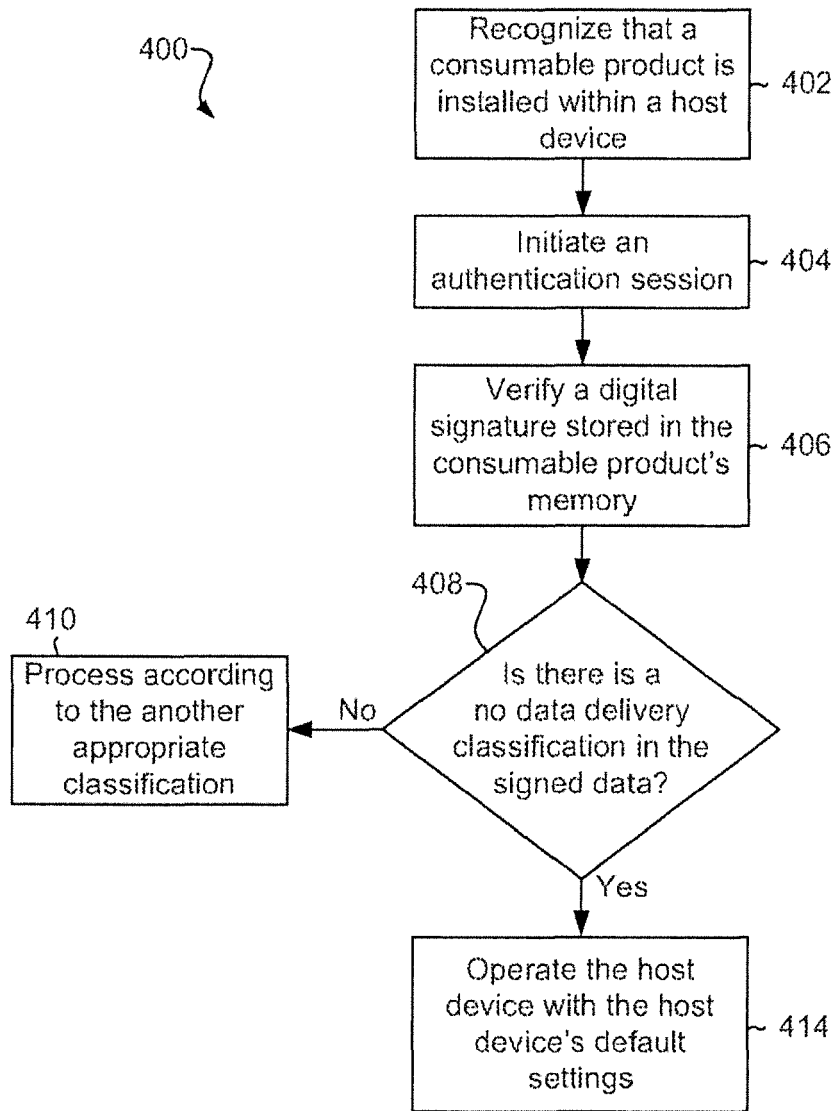 400
Recognize that a
consumable product is
installed within a host
device
402
Initiate an
authentication session
404
Verify a digital
signature stored in the
consumable product's
memory
406
408
Is there is a
no data delivery
classification in the
signed data?
No
410
Process according
to the another
appropriate
classification
Yes
Operate the host
device with the host
device's default
settings
414